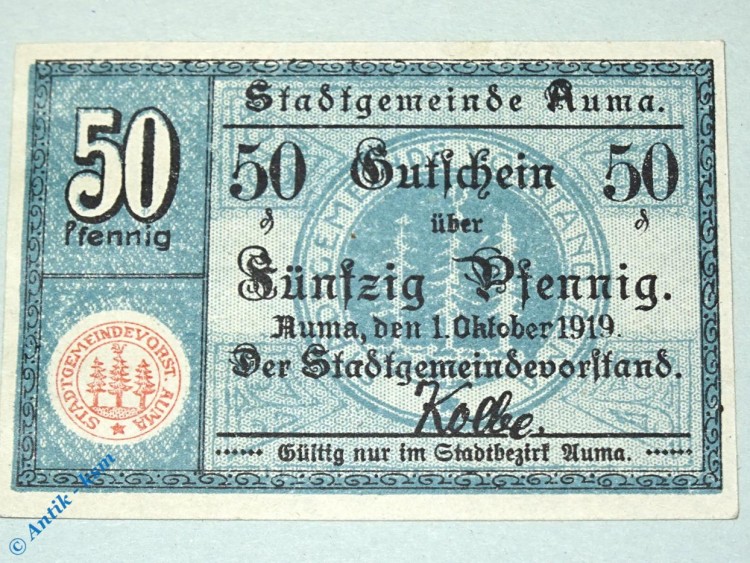 50
Pfennig
STADTGEMEINDEVORST. AUMA
Stadtgemeinde Auma.
50 Gutschein 50
₰ über ₰
Fünfzig Pfennig.
Auma, den 1. Oktober 1919.
Der Stadtgemeindevorstand.
Kolbe.
Gültig nur im Stadtbezirk Auma.
© Antik - ksm